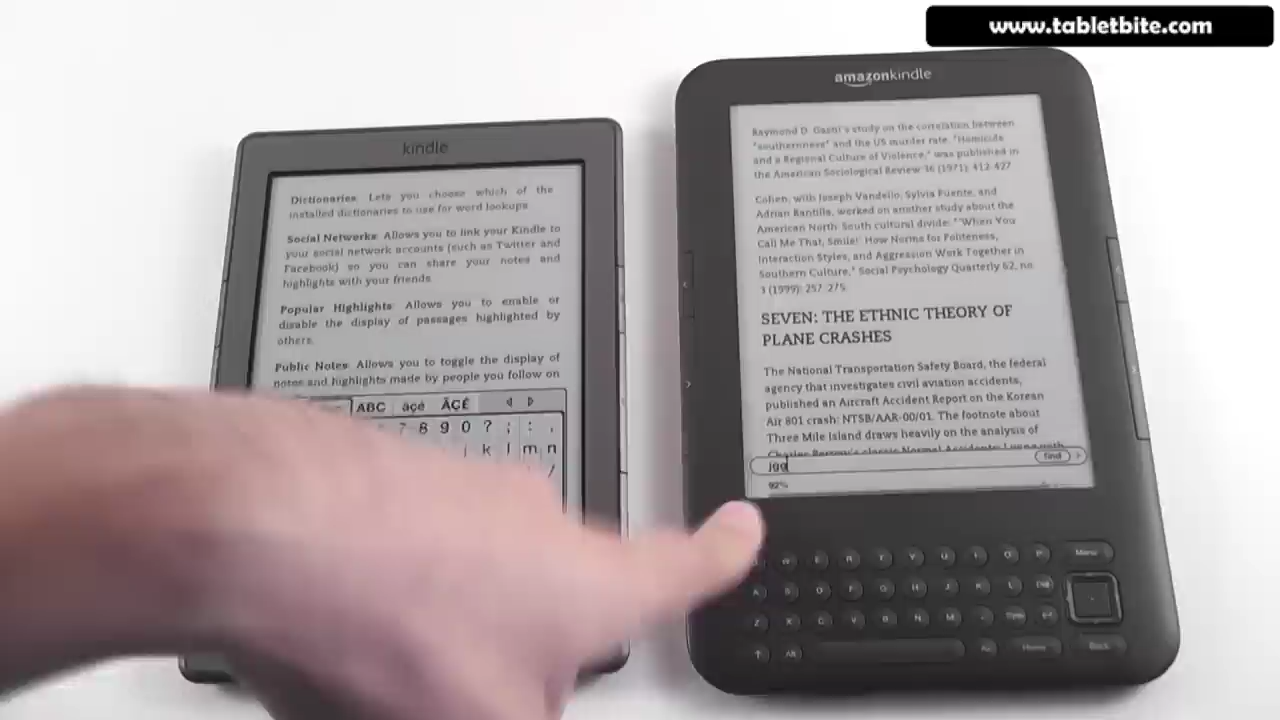 www.tabletbite.com
kindle
Dictionaries: Lets you choose which of the
installed dictionaries to use for word lookups.
Social Networks: Allows you to link your Kindle to
your social network accounts (such as Twitter and
Facebook) so you can share your notes and
highlights with your friends.
Popular Highlights: Allows you to enable or
disable the display of passages highlighted by
others.
Public Notes: Allows you to toggle the display of
notes and highlights made by people you follow on
ABC àçé ÀÇÉ
7 8 9 0 ? ; : ,
k l m n
/
amazonkindle
Raymond D. Gastil's study on the correlation between
"southernness" and the US murder rate, "Homicide
and a Regional Culture of Violence," was published in
the American Sociological Review 36 (1971): 412-427.
Cohen, with Joseph Vandello, Sylvia Puente, and
Adrian Rantilla, worked on another study about the
American North-South cultural divide: "'When You
Call Me That, Smile!' How Norms for Politeness,
Interaction Styles, and Aggression Work Together in
Southern Culture," Social Psychology Quarterly 62, no.
3 (1999): 257-275.
SEVEN: THE ETHNIC THEORY OF
PLANE CRASHES
The National Transportation Safety Board, the federal
agency that investigates civil aviation accidents,
published an Aircraft Accident Report on the Korean
Air 801 crash: NTSB/AAR-00/01. The footnote about
Three Mile Island draws heavily on the analysis of
find
92%
W E R T Y U I O P Menu
A S D F G H J K L Del
Z X C V B N M .
Alt Home Back